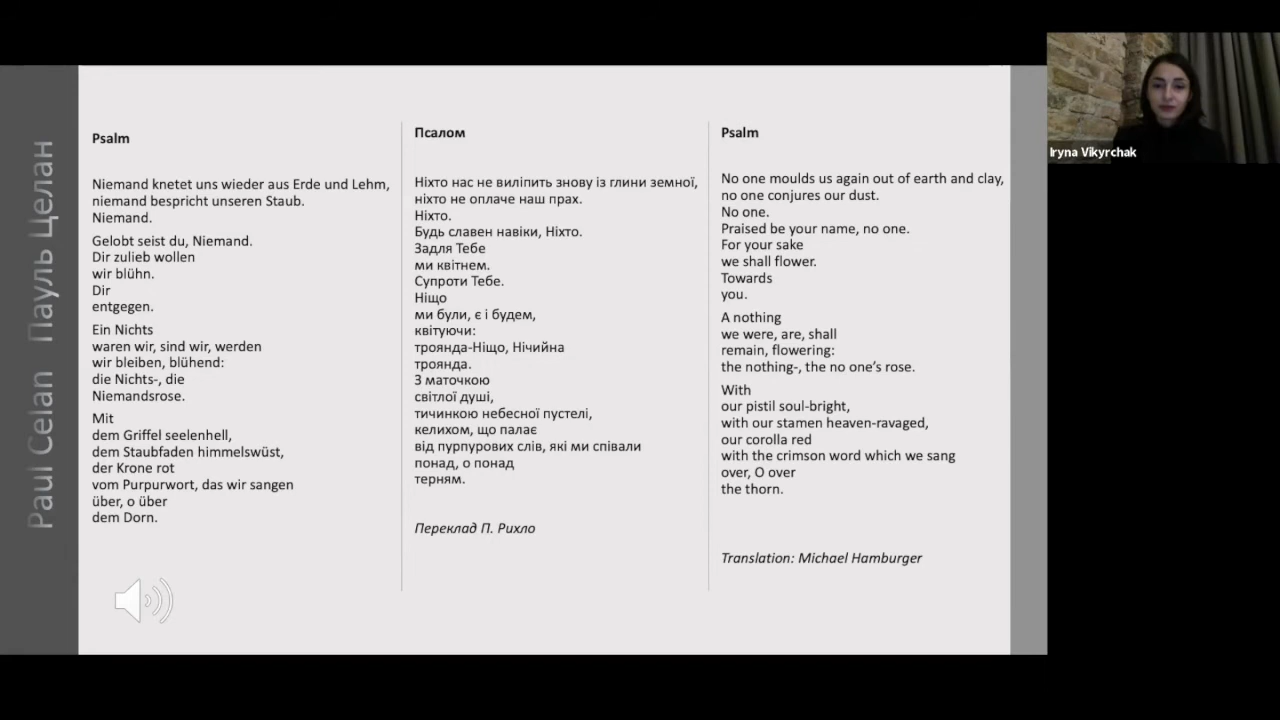 Paul Celan Пауль Целан
Psalm
Niemand knetet uns wieder aus Erde und Lehm,
niemand bespricht unseren Staub.
Niemand.
Gelobt seist du, Niemand.
Dir zulieb wollen
wir blühn.
Dir
entgegen.
Ein Nichts
waren wir, sind wir, werden
wir bleiben, blühend:
die Nichts-, die
Niemandsrose.
Mit
dem Griffel seelenhell,
dem Staubfaden himmelswüst,
der Krone rot
vom Purpurwort, das wir sangen
über, o über
dem Dorn.
Псалом
Ніхто нас не виліпить знову із глини земної,
ніхто не оплаче наш прах.
Ніхто.
Будь славен навіки, Ніхто.
Задля Тебе
ми квітнем.
Супроти Тебе.
Ніщо
ми були, є і будем,
квітуючи:
троянда-Ніщо, Нічийна
троянда.
З маточкою
світлої душі,
тичинкою небесної пустелі,
келихом, що палає
від пурпурових слів, які ми співали
понад, о понад
терням.
Переклад П. Рихло
Psalm
No one moulds us again out of earth and clay,
no one conjures our dust.
No one.
Praised be your name, no one.
For your sake
we shall flower.
Towards
you.
A nothing
we were, are, shall
remain, flowering:
the nothing-, the no one's rose.
With
our pistil soul-bright,
with our stamen heaven-ravaged,
our corolla red
with the crimson word which we sang
over, O over
the thorn.
Translation: Michael Hamburger
Iryna Vikyrchak